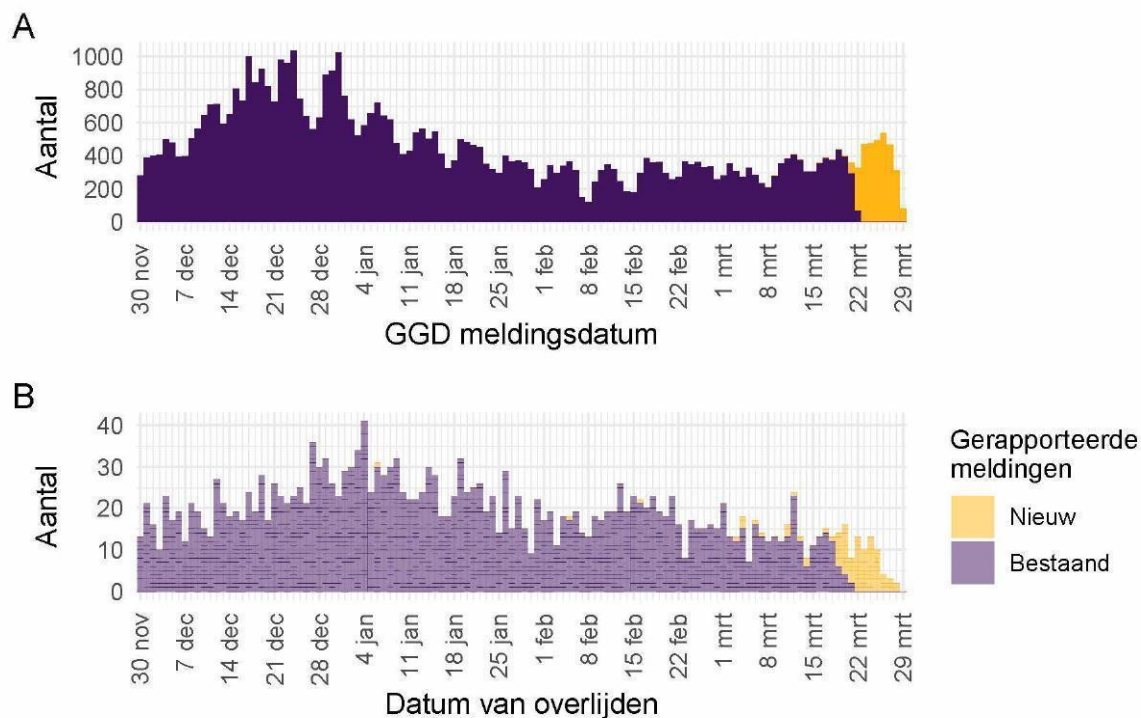 A
Aantal
1000
800
600
400
200
0
30 nov
7 dec
14 dec
21 dec
28 dec
4 jan
11 jan
18 jan
25 jan
1 feb
8 feb
15 feb
22 feb
1 mrt
8 mrt
15 mrt
22 mrt
29 mrt
GGD meldingsdatum
B
Aantal
40
30
20
10
0
30 nov
7 dec
14 dec
21 dec
28 dec
4 jan
11 jan
18 jan
25 jan
1 feb
8 feb
15 feb
22 feb
1 mrt
8 mrt
15 mrt
22 mrt
29 mrt
Datum van overlijden
Gerapporteerde
meldingen
Nieuw
Bestaand